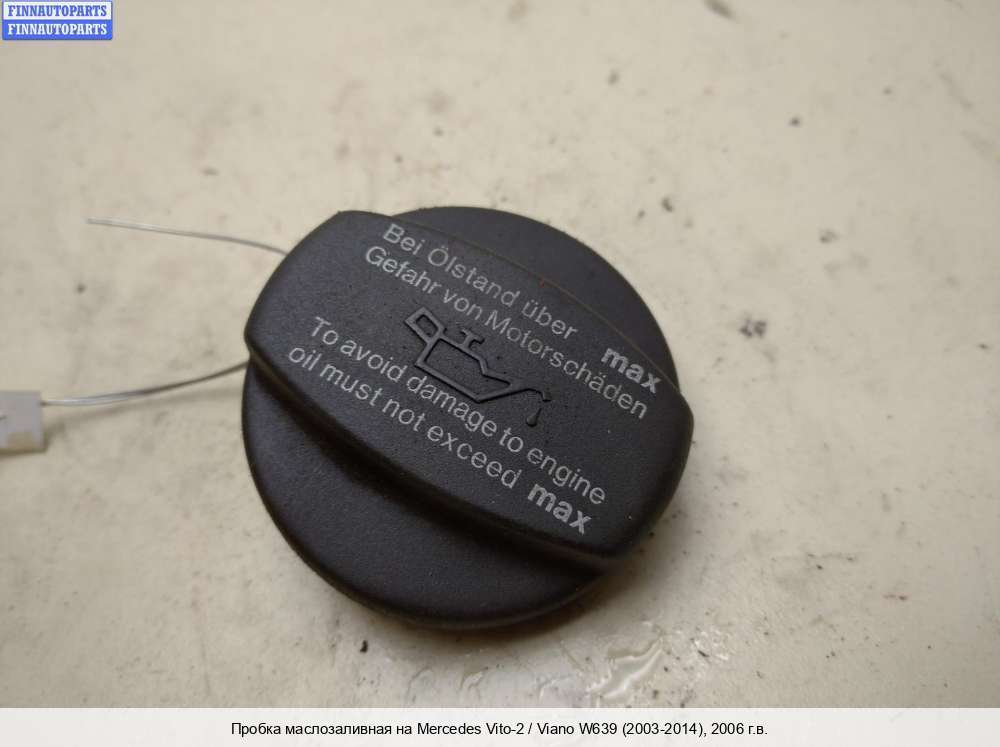 FINNAUTOPARTS
FINNAUTOPARTS
Bei Ölstand über max
Gefahr von Motorschäden
To avoid damage to engine
oil must not exceed max
Пробка маслозаливная на Mercedes Vito-2 / Viano W639 (2003-2014), 2006 г.в.